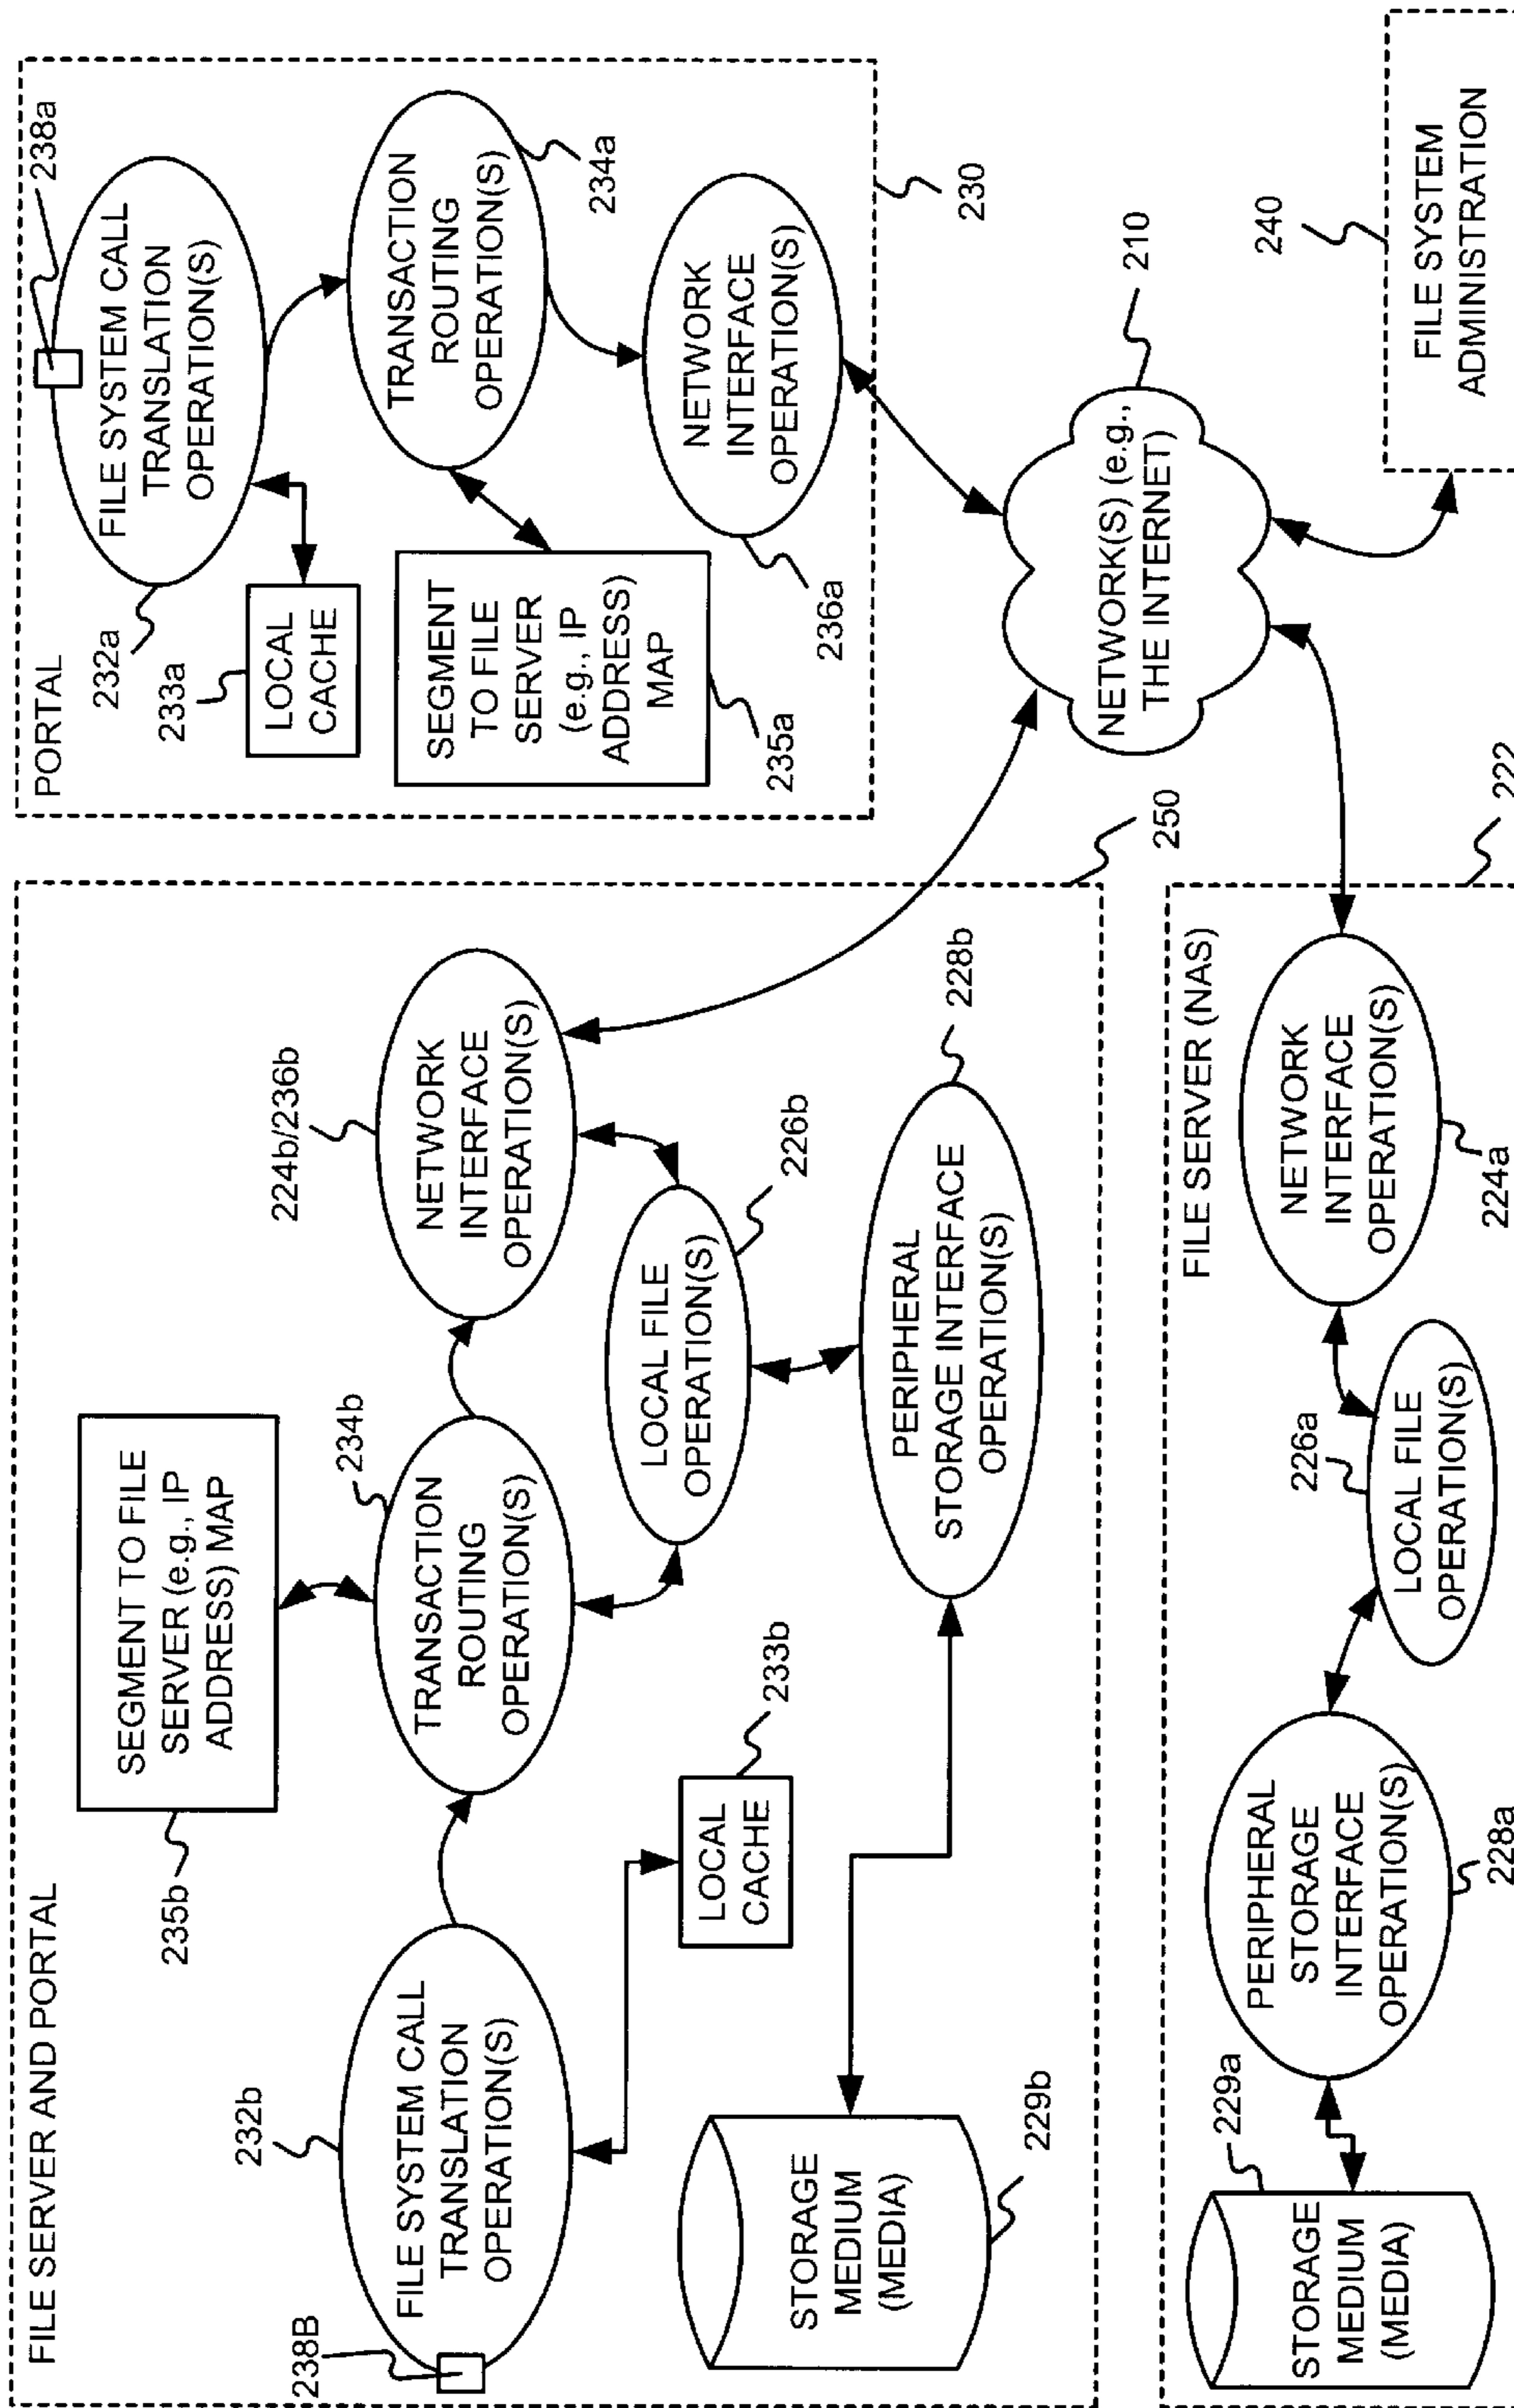 FILE SERVER AND PORTAL
235b
SEGMENT TO FILE
SERVER (e.g., IP
ADDRESS) MAP
232b
238B
FILE SYSTEM CALL
TRANSLATION
OPERATION(S)
234b
TRANSACTION
ROUTING
OPERATION(S)
224b/236b
NETWORK
INTERFACE
OPERATION(S)
LOCAL FILE
OPERATION(S)
226b
LOCAL
CACHE
233b
PERIPHERAL
STORAGE INTERFACE
OPERATION(S)
228b
STORAGE
MEDIUM
(MEDIA)
229b
250
PORTAL
232a
FILE SYSTEM CALL
TRANSLATION
OPERATION(S)
238a
233a
LOCAL
CACHE
TRANSACTION
ROUTING
OPERATION(S)
234a
SEGMENT
TO FILE
SERVER
(e.g., IP
ADDRESS)
MAP
235a
NETWORK
INTERFACE
OPERATION(S)
236a
230
NETWORK(S) (e.g.,
THE INTERNET)
210
FILE SERVER (NAS)
222
229a
STORAGE
MEDIUM
(MEDIA)
PERIPHERAL
STORAGE
INTERFACE
OPERATION(S)
228a
226a
LOCAL FILE
OPERATION(S)
NETWORK
INTERFACE
OPERATION(S)
224a
240
FILE SYSTEM
ADMINISTRATION